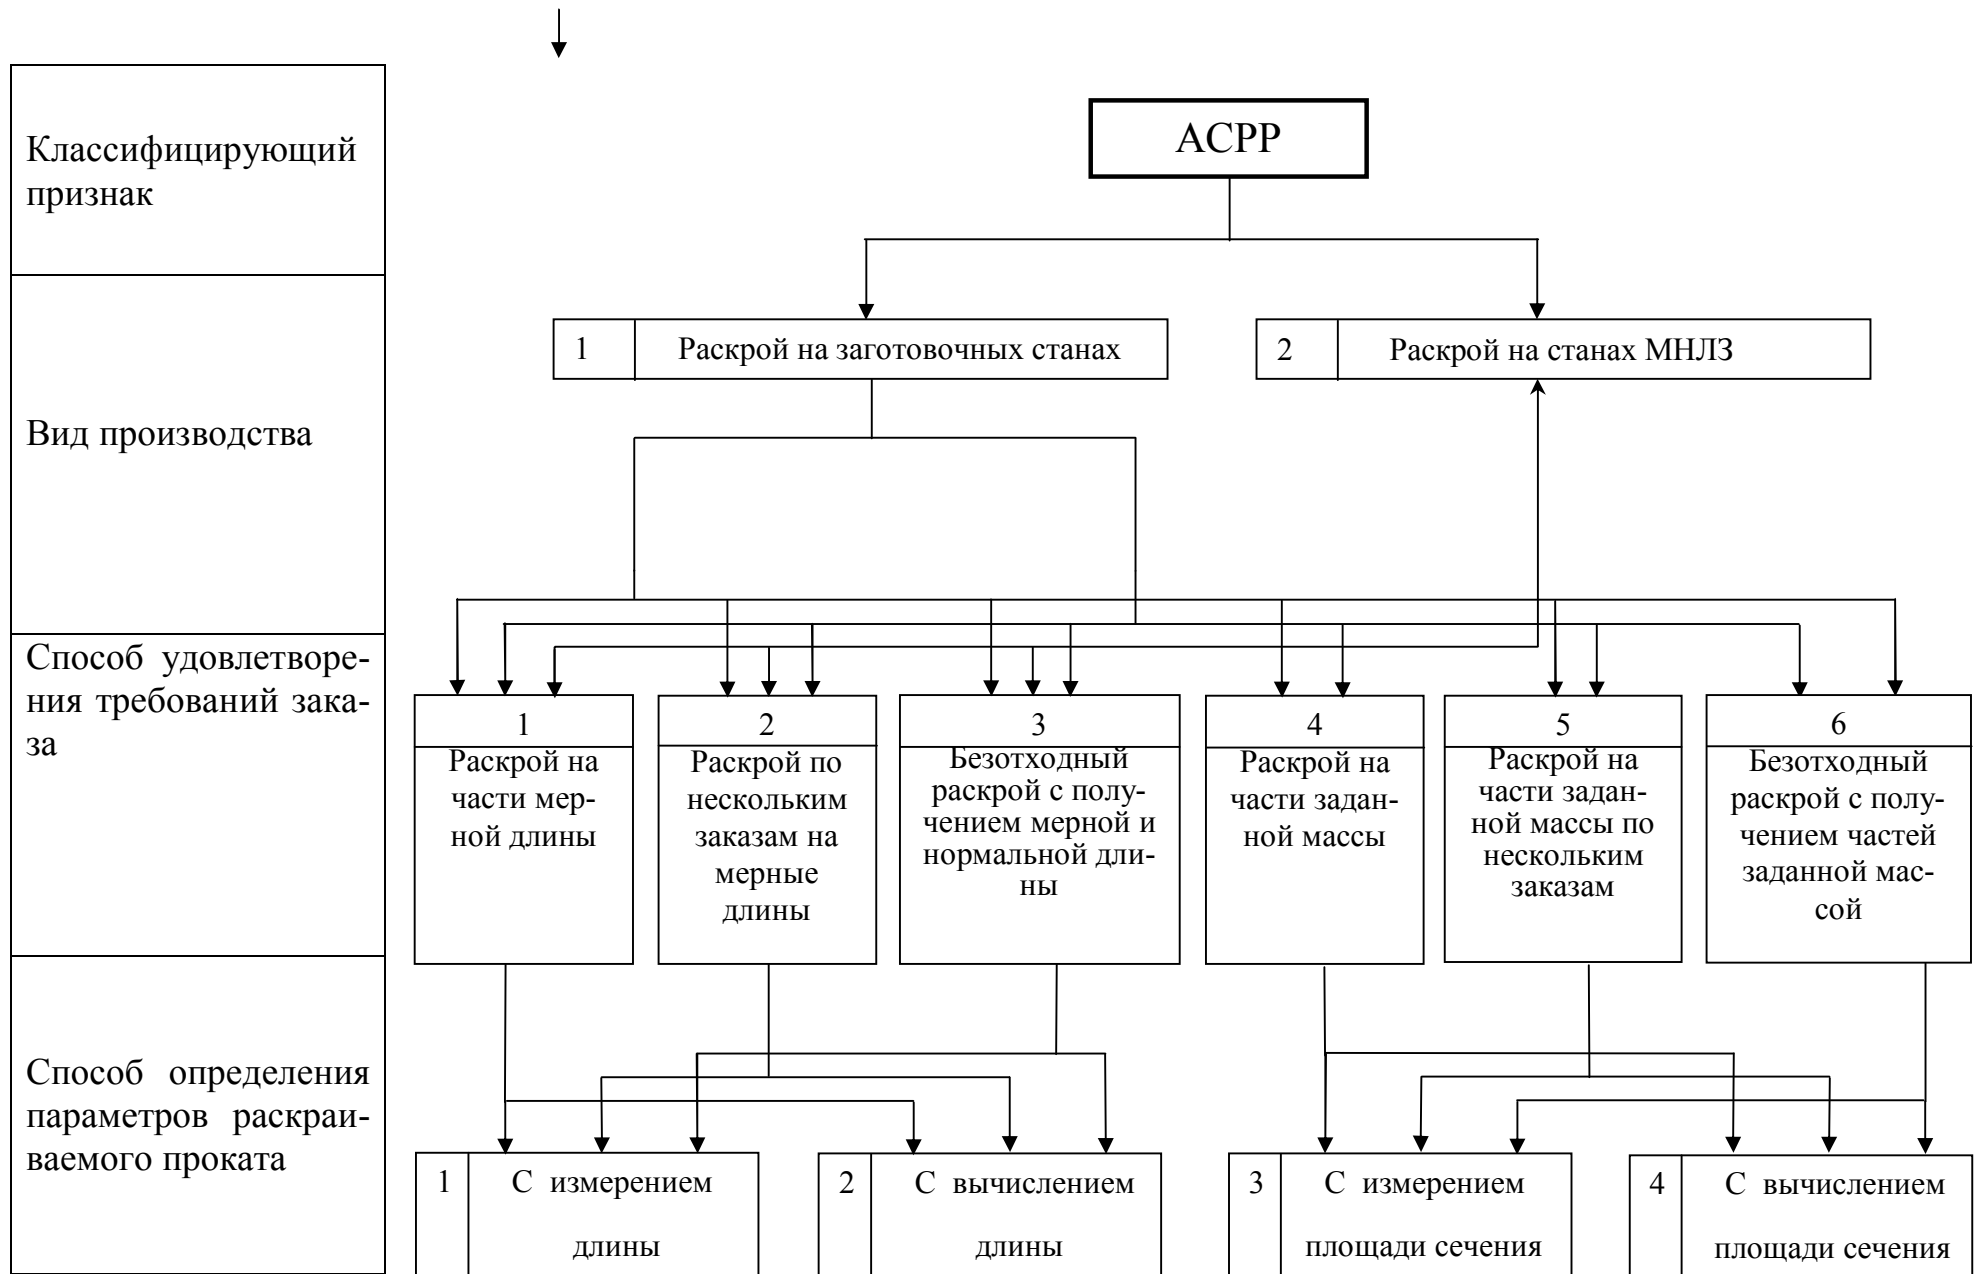 Классифицирующий
признак
АСРР
1 Раскрой на заготовочных станах
2 Раскрой на станах МНЛЗ
Вид производства
Способ удовлетворе-
ния требований зака-
за
1
Раскрой на
части мер-
ной длины
2
Раскрой по
нескольким
заказам на
мерные
длины
3
Безотходный
раскрой с полу-
чением мерной и
нормальной дли-
ны
4
Раскрой на
части задан-
ной массы
5
Раскрой на
части задан-
ной массы по
нескольким
заказам
6
Безотходный
раскрой с полу-
чением частей
заданной мас-
сой
Способ определения
параметров раскраи-
ваемого проката
1 С измерением
длины
2 С вычислением
длины
3 С измерением
площади сечения
4 С вычислением
площади сечения